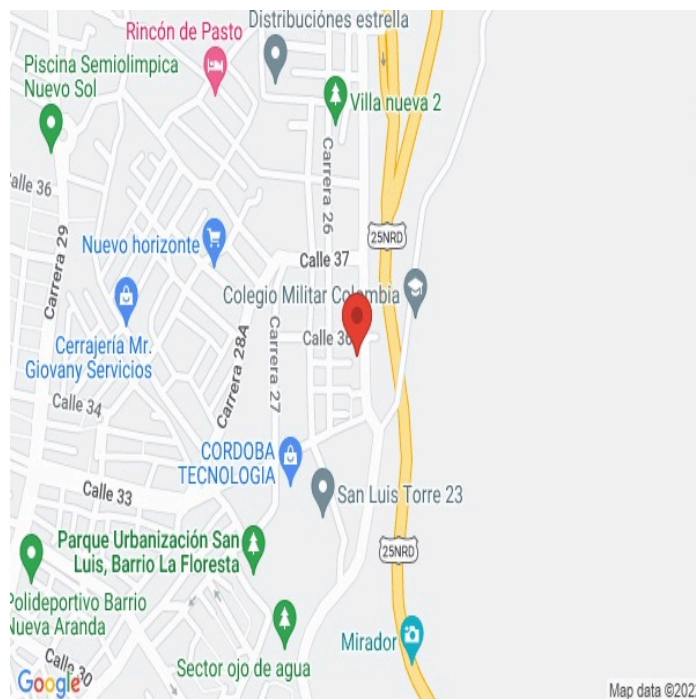 Distribuciónes estrella
Rincón de Pasto
Piscina Semiolimpica
Nuevo Sol
Villa nueva 2
Carrera 26
alle 36
Carrera 29
25NRD
Nuevo horizonte
Calle 37
Colegio Militar Colombia
Calle 36
Cerrajería Mr.
Giovany Servicios
Carrera 28A
Carrera 27
Calle 34
CORDOBA
TECNOLOGIA
Calle 33
San Luis Torre 23
Parque Urbanización San
Luis, Barrio La Floresta
25NRD
Polideportivo Barrio
Nueva Aranda
Mirador
Calle 30
Sector ojo de agua
Google
Map data ©202